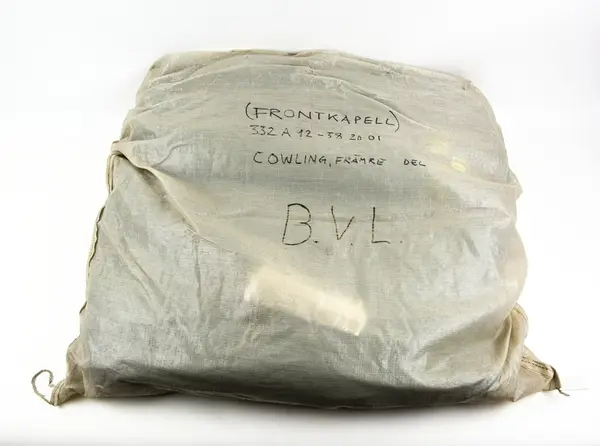 (FRONTKAPELL)
332 A 12-38 20 01
COWLING, FRÄMRE DEL
B.V.L.